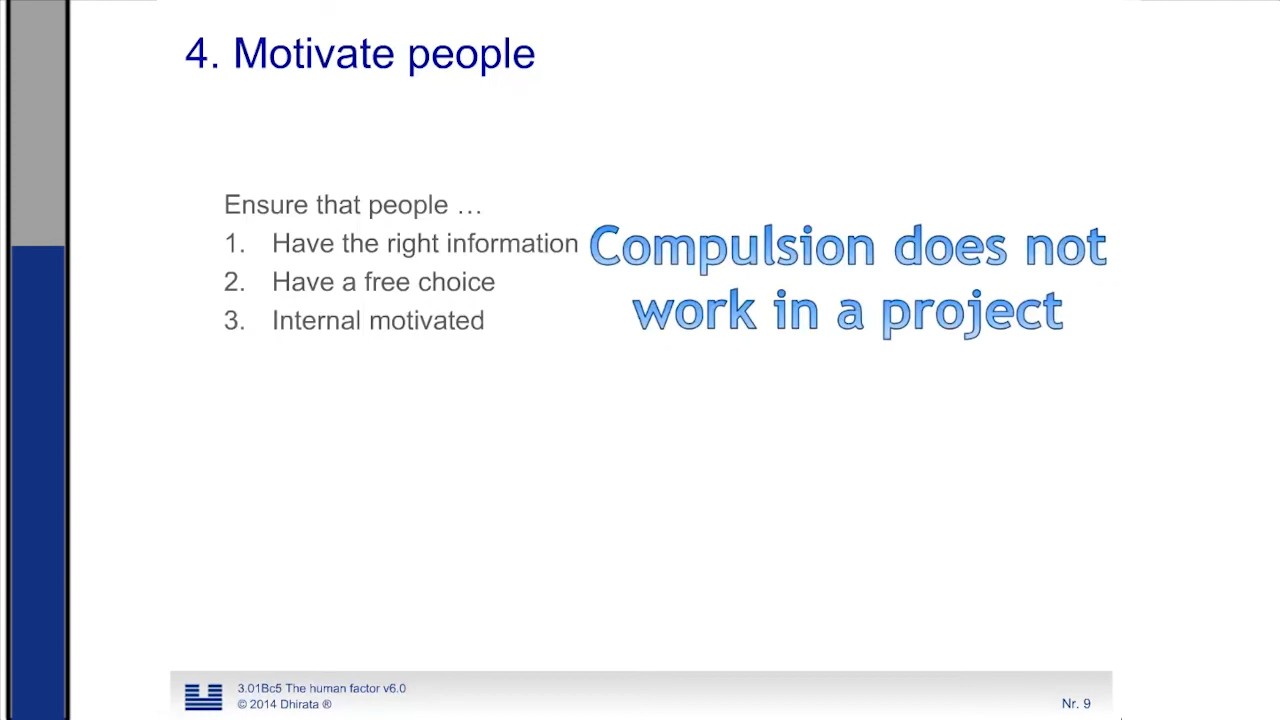 4. Motivate people
Ensure that people …
1. Have the right information
2. Have a free choice
3. Internal motivated
Compulsion does not
work in a project
3.01Bc5 The human factor v6.0
© 2014 Dhirata ®
Nr. 9